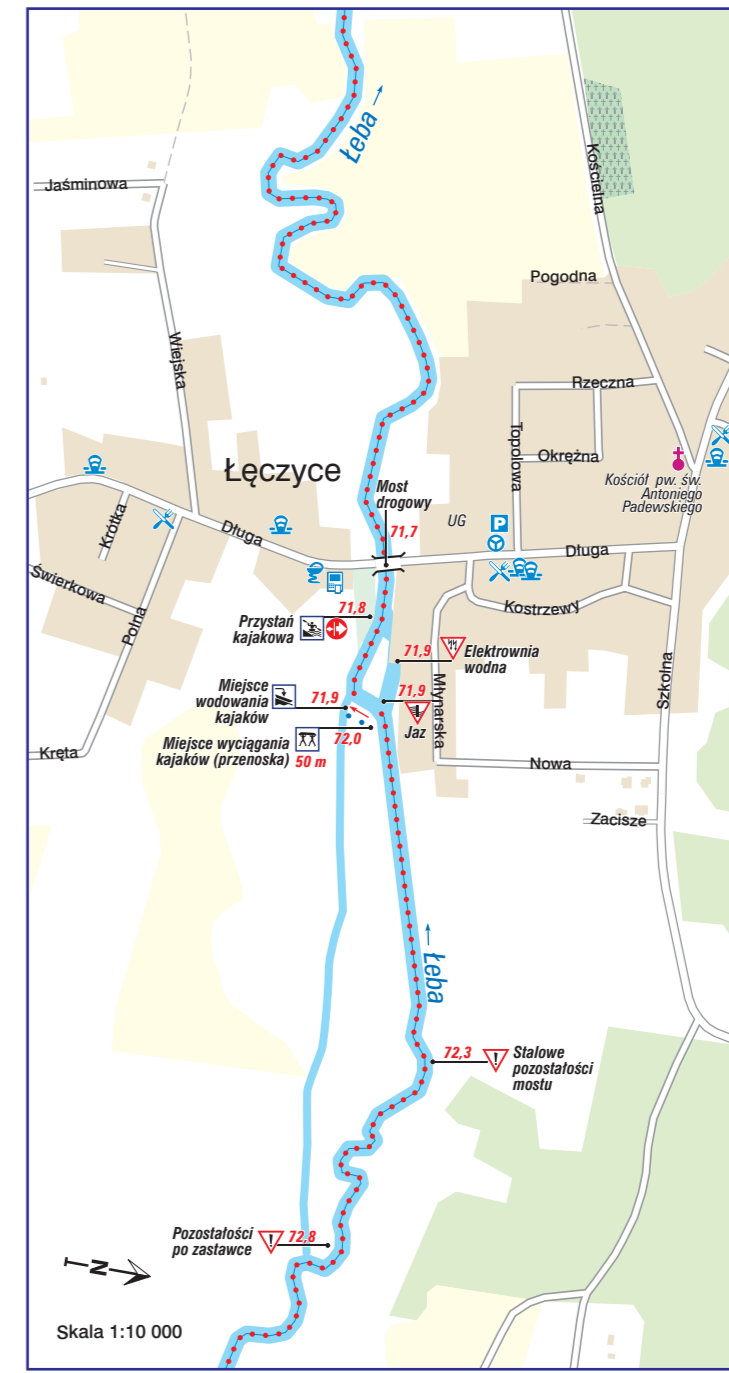 Łeba
Jaśminowa
Kościelna
Pogodna
Wiejska
Rzeczna
Topolowa
Okrężna
Łęczyce
Kościół pw. św.
Antoniego
Padewskiego
Most
drogowy
71,7
UG
P
Krótka
Długa
Długa
Świerkowa
Polna
Kostrzewy
Przystań
kajakowa
71,8
71,9
Elektrownia
wodna
Młynarska
Szkolna
Miejsce
wodowania
kajaków
71,9
71,9
Jaz
Miejsce wyciągania
kajaków (przenoska)
72,0
50 m
Kręta
Nowa
Zacisze
Łeba
72,3
!
Stalowe
pozostałości
mostu
Pozostałości
po zastawce
!
72,8
N
Skala 1:10 000